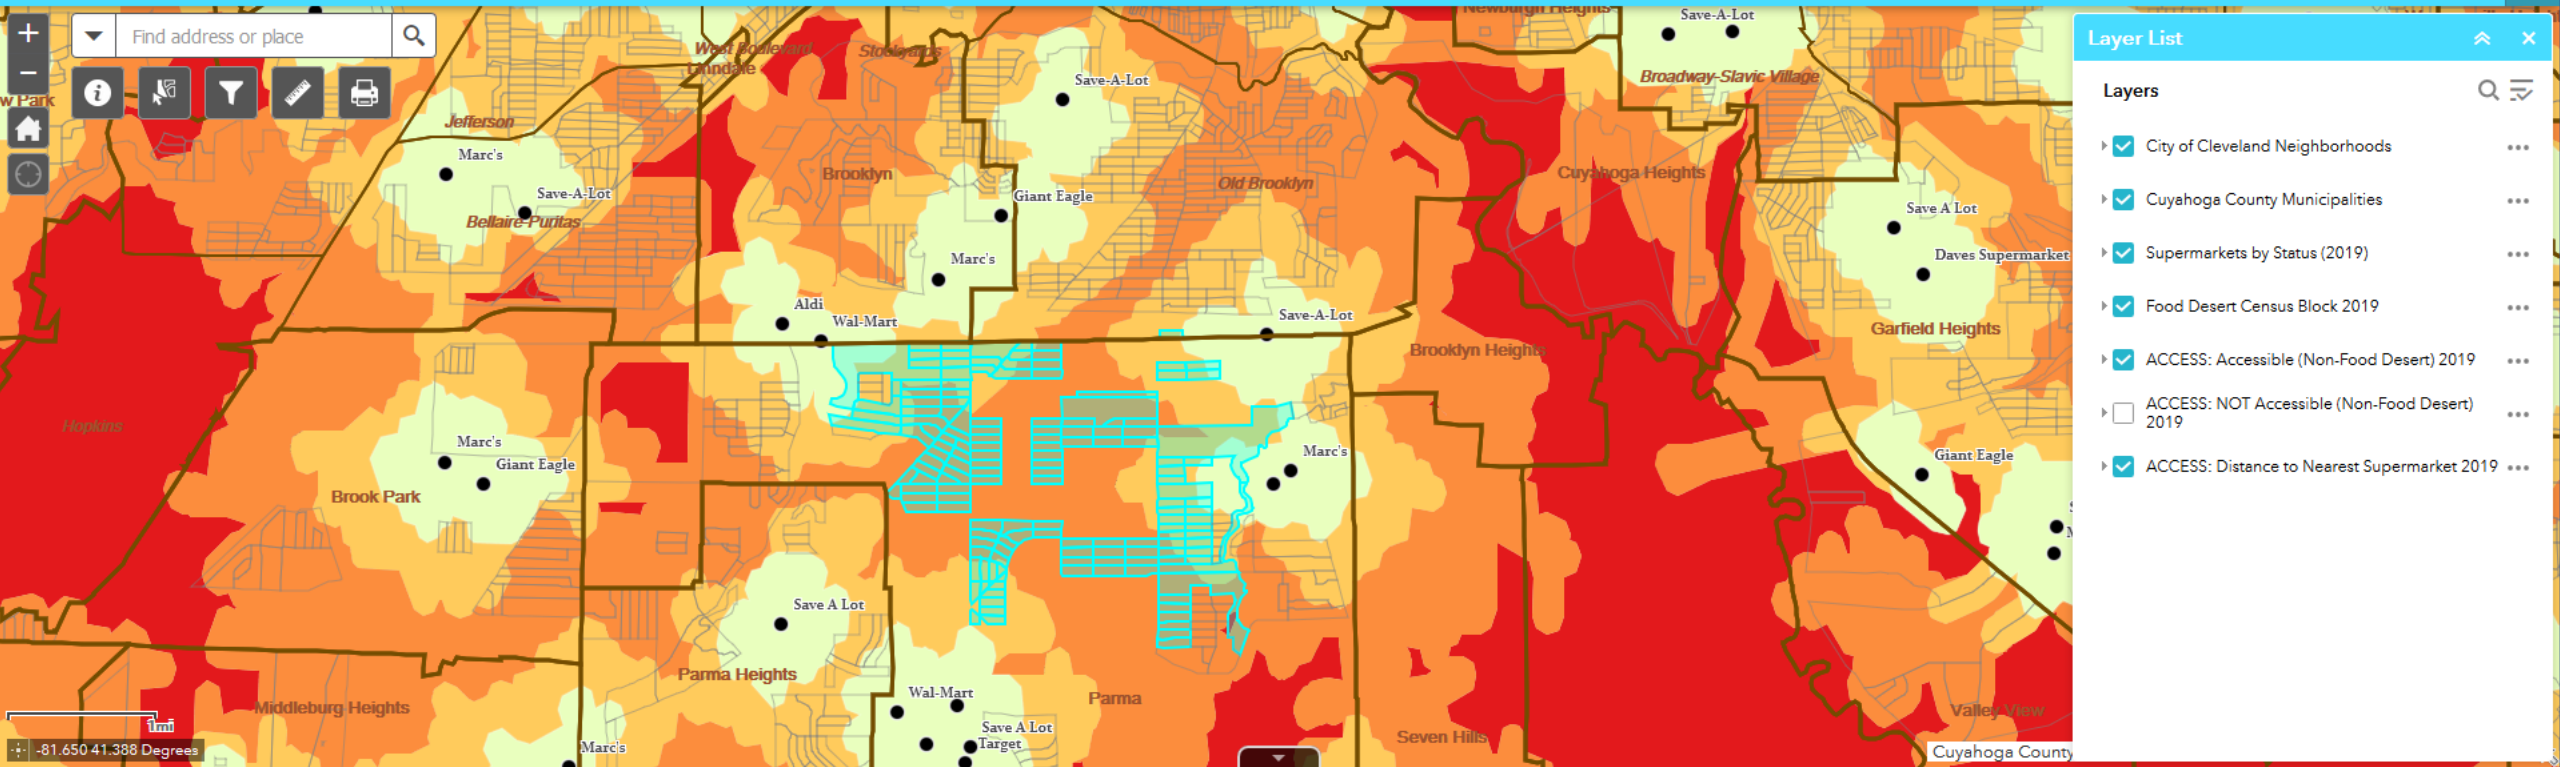 Find address or place
w Park
Newburgh Heights
Save-A-Lot
West Boulevard
Linndale
Stockyards
Save-A-Lot
Broadway-Slavic Village
Jefferson
Marc's
Save-A-Lot
Bellaire-Puritas
Brooklyn
Giant Eagle
Old Brooklyn
Cuyahoga Heights
Save A Lot
Daves Supermarket
Marc's
Aldi
Wal-Mart
Save-A-Lot
Garfield Heights
Brooklyn Heights
Hopkins
Marc's
Giant Eagle
Brook Park
Marc's
Giant Eagle
Save A Lot
Parma Heights
Wal-Mart
Parma
Save A Lot
Target
Middleburg Heights
Marc's
Seven Hills
Valley View
1mi
-81.650 41.388 Degrees
Cuyahoga County
Layer List
Layers
City of Cleveland Neighborhoods
Cuyahoga County Municipalities
Supermarkets by Status (2019)
Food Desert Census Block 2019
ACCESS: Accessible (Non-Food Desert) 2019
ACCESS: NOT Accessible (Non-Food Desert)
2019
ACCESS: Distance to Nearest Supermarket 2019